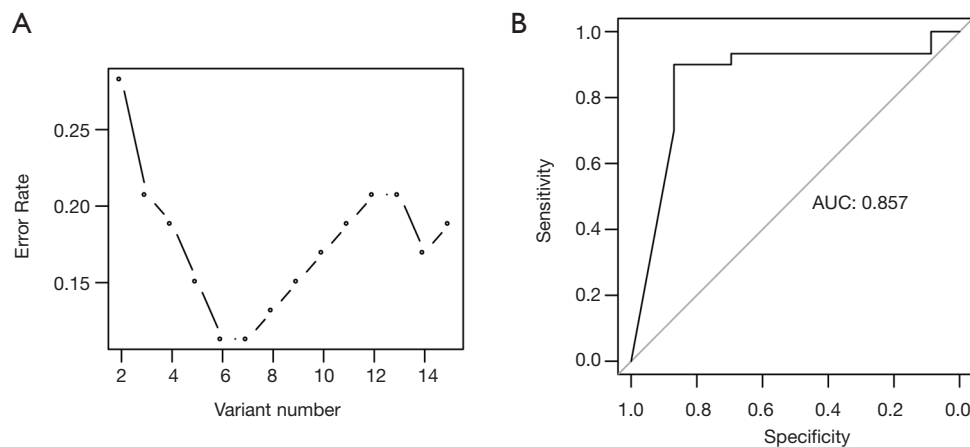 A
0.25
0.20
0.15
Error Rate
2 4 6 8 10 12 14
Variant number
B
1.0
0.8
0.6
0.4
0.2
0.0
Sensitivity
AUC: 0.857
1.0 0.8 0.6 0.4 0.2 0.0
Specificity